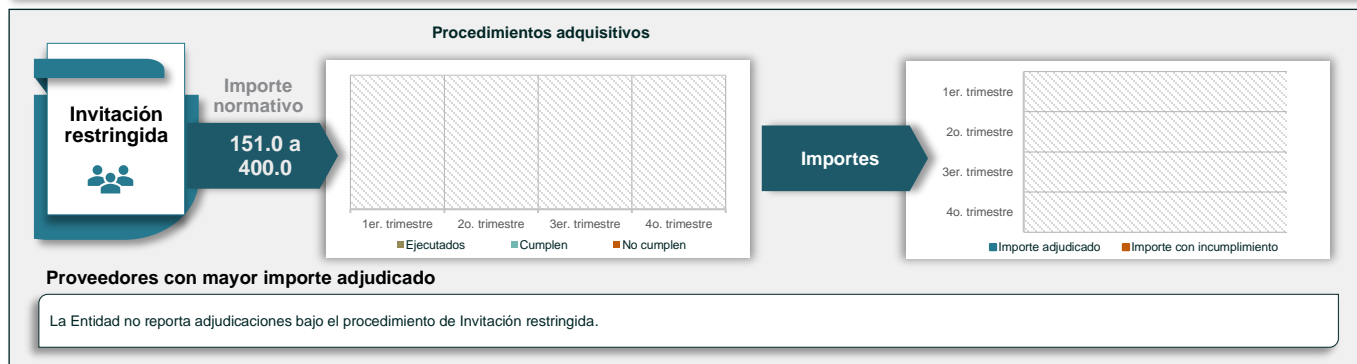 Procedimientos adquisitivos
Invitación
restringida
Importe
normativo
151.0 a
400.0
1er. trimestre
2o. trimestre
3er. trimestre
4o. trimestre
Ejecutados
Cumplen
No cumplen
Importes
1er. trimestre
2o. trimestre
3er. trimestre
4o. trimestre
Importe adjudicado
Importe con incumplimiento
Proveedores con mayor importe adjudicado
La Entidad no reporta adjudicaciones bajo el procedimiento de Invitación restringida.